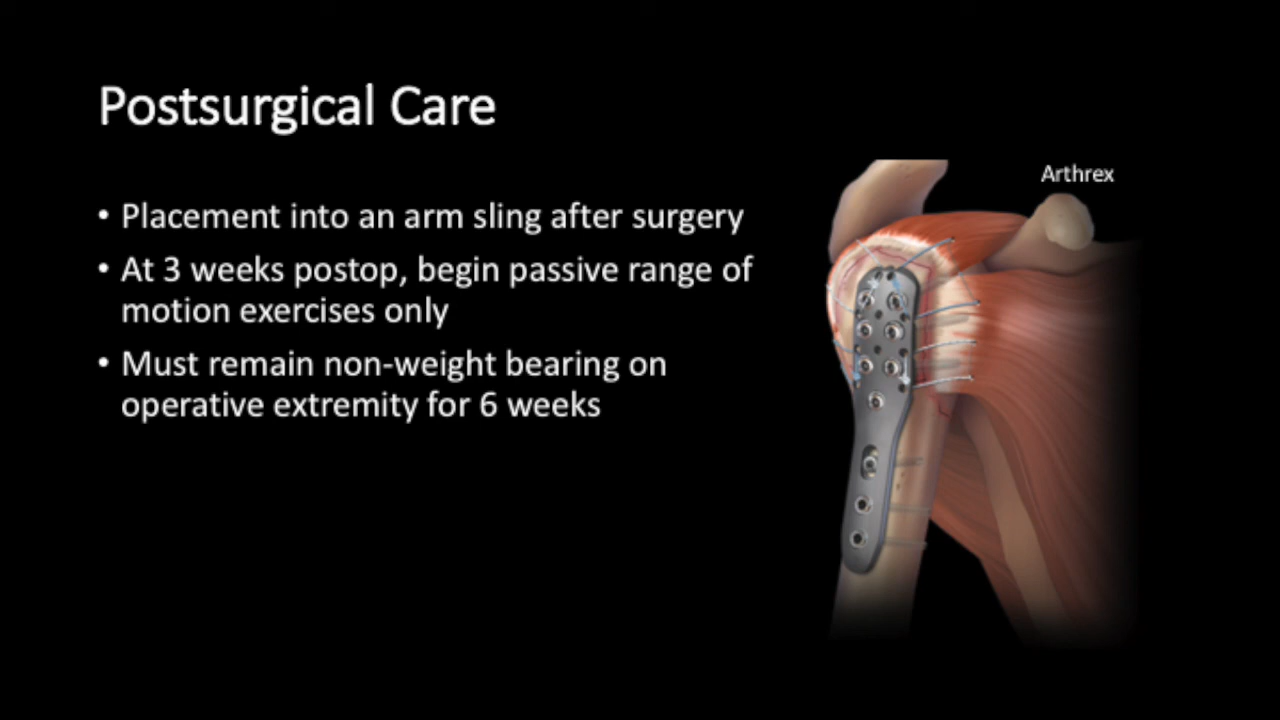 Postsurgical Care
Arthrex
• Placement into an arm sling after surgery
• At 3 weeks postop, begin passive range of
motion exercises only
• Must remain non-weight bearing on
operative extremity for 6 weeks